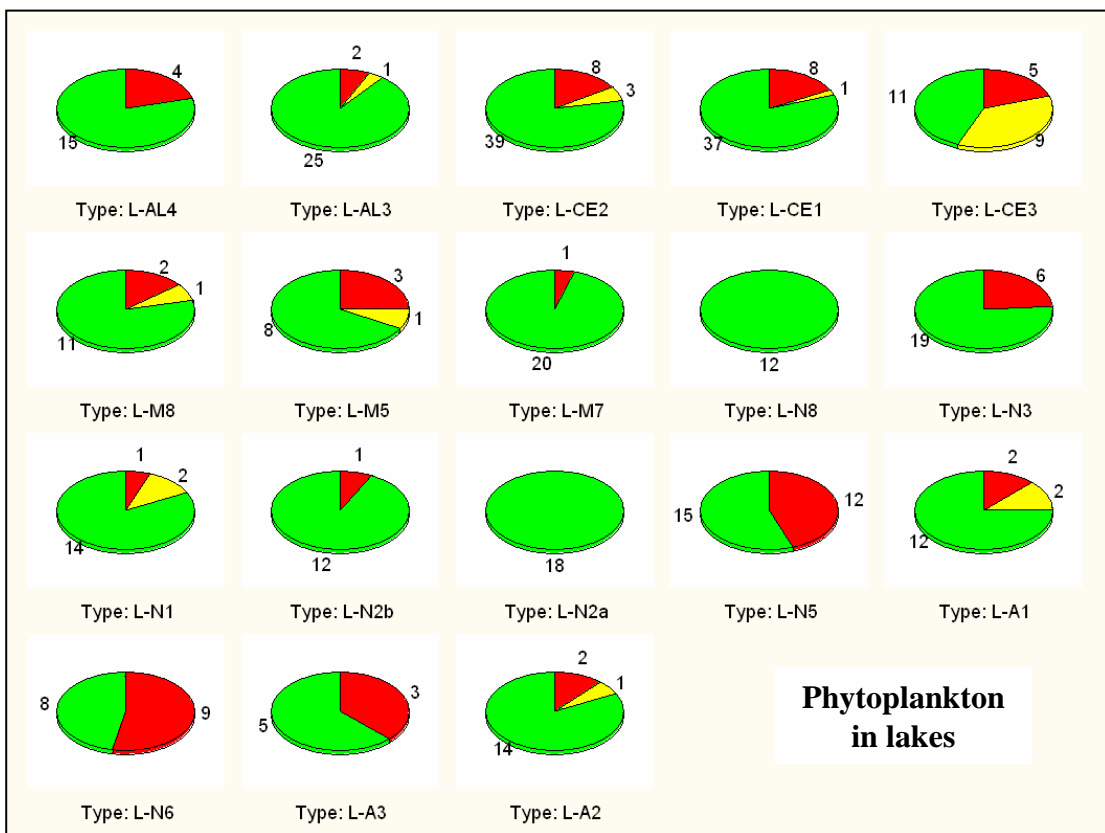 4
15
Type: L-AL4
2
1
25
Type: L-AL3
8
3
39
Type: L-CE2
8
1
37
Type: L-CE1
5
11
9
Type: L-CE3
2
1
11
Type: L-M8
3
1
8
Type: L-M5
1
20
Type: L-M7
12
Type: L-N8
6
19
Type: L-N3
1
2
14
Type: L-N1
1
12
Type: L-N2b
18
Type: L-N2a
12
15
Type: L-N5
2
2
12
Type: L-A1
8
9
Type: L-N6
3
5
Type: L-A3
2
1
14
Type: L-A2
Phytoplankton
in lakes